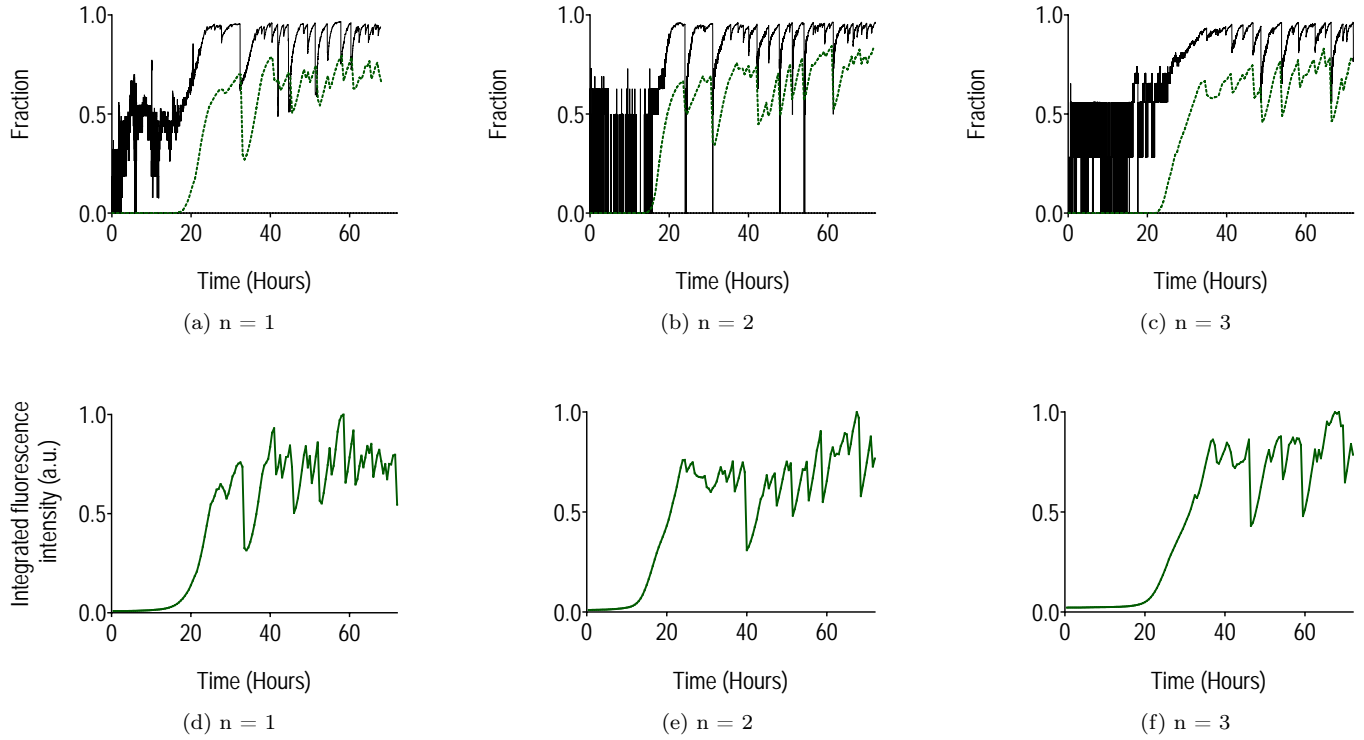 1.0
0.5
0.0
Fraction
0 20 40 60
Time (Hours)
(a) n = 1
1.0
0.5
0.0
Fraction
0 20 40 60
Time (Hours)
(b) n = 2
1.0
0.5
0.0
Fraction
0 20 40 60
Time (Hours)
(c) n = 3
Integrated fluorescence
intensity (a.u.)
1.0
0.5
0.0
0 20 40 60
Time (Hours)
(d) n = 1
1.0
0.5
0.0
0 20 40 60
Time (Hours)
(e) n = 2
1.0
0.5
0.0
0 20 40 60
Time (Hours)
(f) n = 3